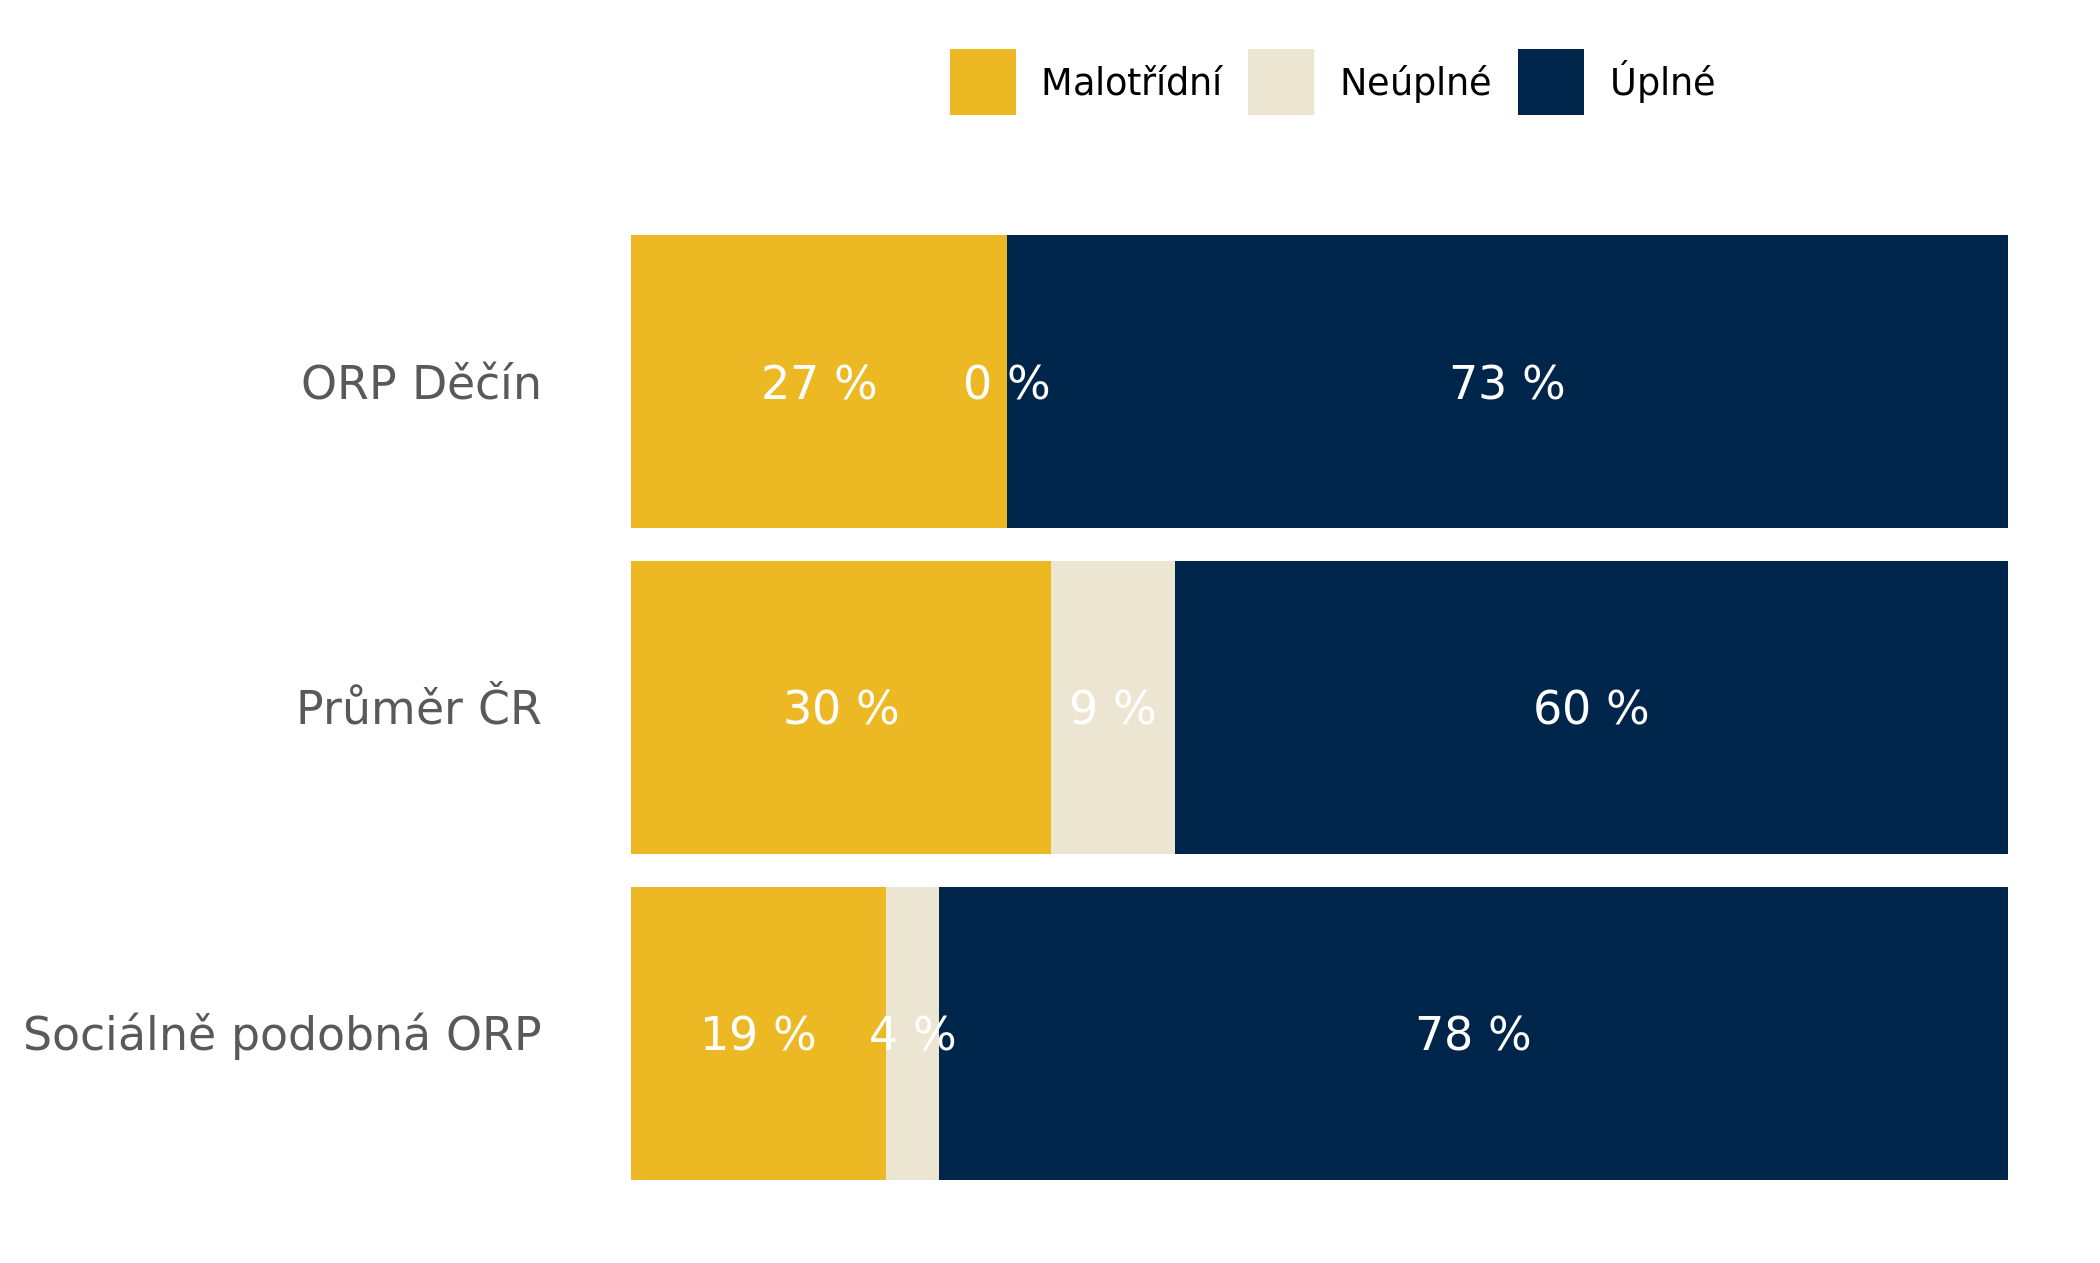 Malotřídní Neúplné Úplné
ORP Děčín 27 % 0 % 73 %
Průměr ČR 30 % 9 % 60 %
Sociálně podobná ORP 19 % 4 % 78 %